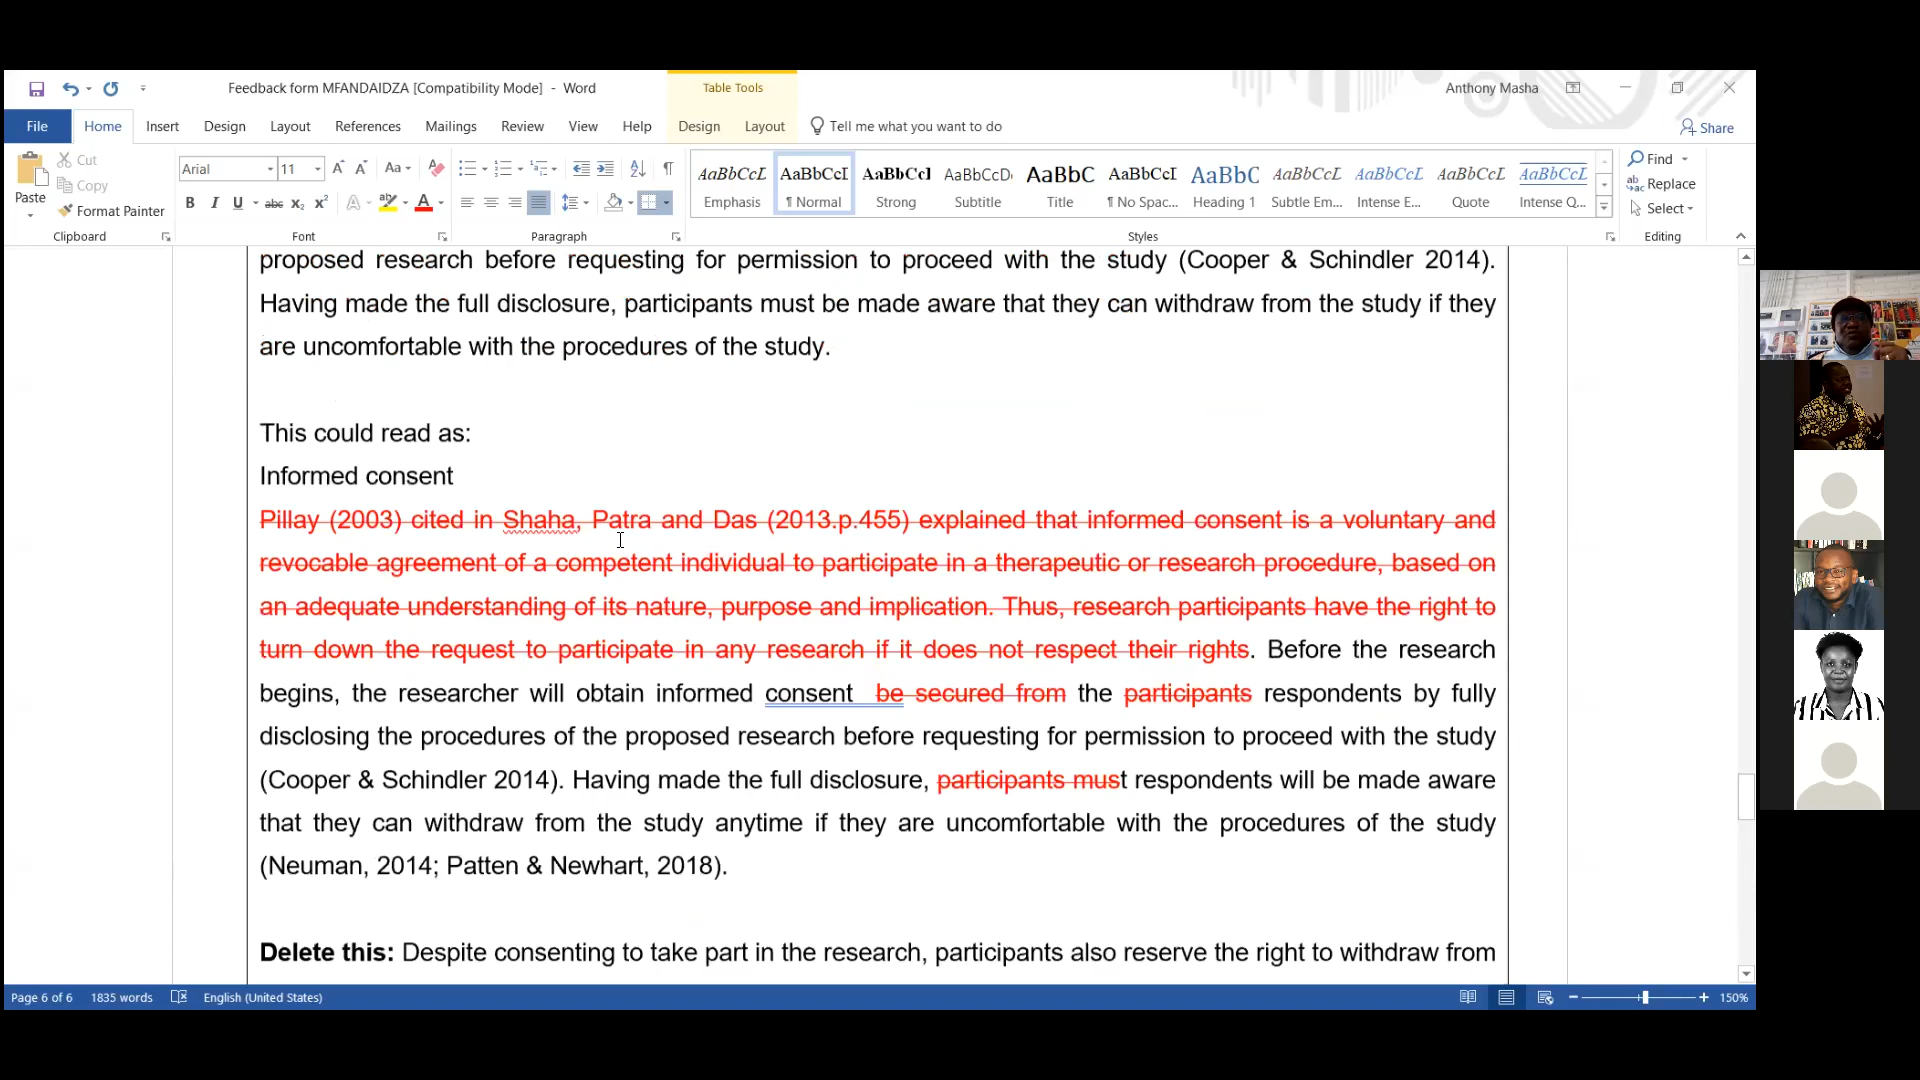 Feedback form MFANDAIDZA [Compatibility Mode] - Word
Table Tools
Anthony Masha
File Home Insert Design Layout References Mailings Review View Help Design Layout Tell me what you want to do
Share
Paste
Cut
Copy
Format Painter
Clipboard
Arial 11
Font
Paragraph
AaBbCcL AaBbCcI AaBbCcI AaBbCcD AaBbC AaBbCcI AaBbC AaBbCcL AaBbCcL AaBbCcL AaBbCcL
Emphasis ¶ Normal Strong Subtitle Title ¶ No Spac... Heading 1 Subtle Em... Intense E... Quote Intense Q...
Styles
Find
Replace
Select
Editing
proposed research before requesting for permission to proceed with the study (Cooper & Schindler 2014).
Having made the full disclosure, participants must be made aware that they can withdraw from the study if they
are uncomfortable with the procedures of the study.
This could read as:
Informed consent
Pillay (2003) cited in Shaha, Patra and Das (2013.p.455) explained that informed consent is a voluntary and
revocable agreement of a competent individual to participate in a therapeutic or research procedure, based on
an adequate understanding of its nature, purpose and implication. Thus, research participants have the right to
turn down the request to participate in any research if it does not respect their rights. Before the research
begins, the researcher will obtain informed consent be secured from the participants respondents by fully
disclosing the procedures of the proposed research before requesting for permission to proceed with the study
(Cooper & Schindler 2014). Having made the full disclosure, participants must respondents will be made aware
that they can withdraw from the study anytime if they are uncomfortable with the procedures of the study
(Neuman, 2014; Patten & Newhart, 2018).
Delete this: Despite consenting to take part in the research, participants also reserve the right to withdraw from
Page 6 of 6 1835 words English (United States)
150%